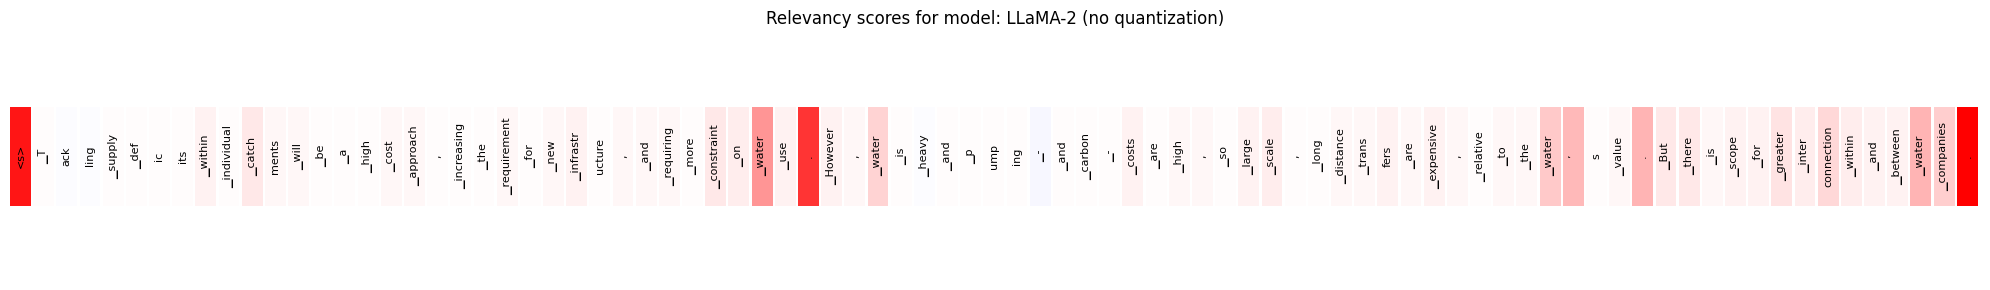 Relevancy scores for model: LLaMA-2 (no quantization)
<s> _T ack ling _supply _def ic its _within _individual _catch ments _will _be _a _high _cost _approach , _increasing _the _requirement _for _new _infrastr ucture , _and _requiring _more _constraint _on _water _use . _However , _water _is _heavy _and _p ump ing _- _and _carbon _- _costs _are _high , _so _large _scale , _long _distance _trans fers _are _expensive , _relative _to _the _water ' s _value . _But _there _is _scope _for _greater _inter connection _within _and _between _water _companies .